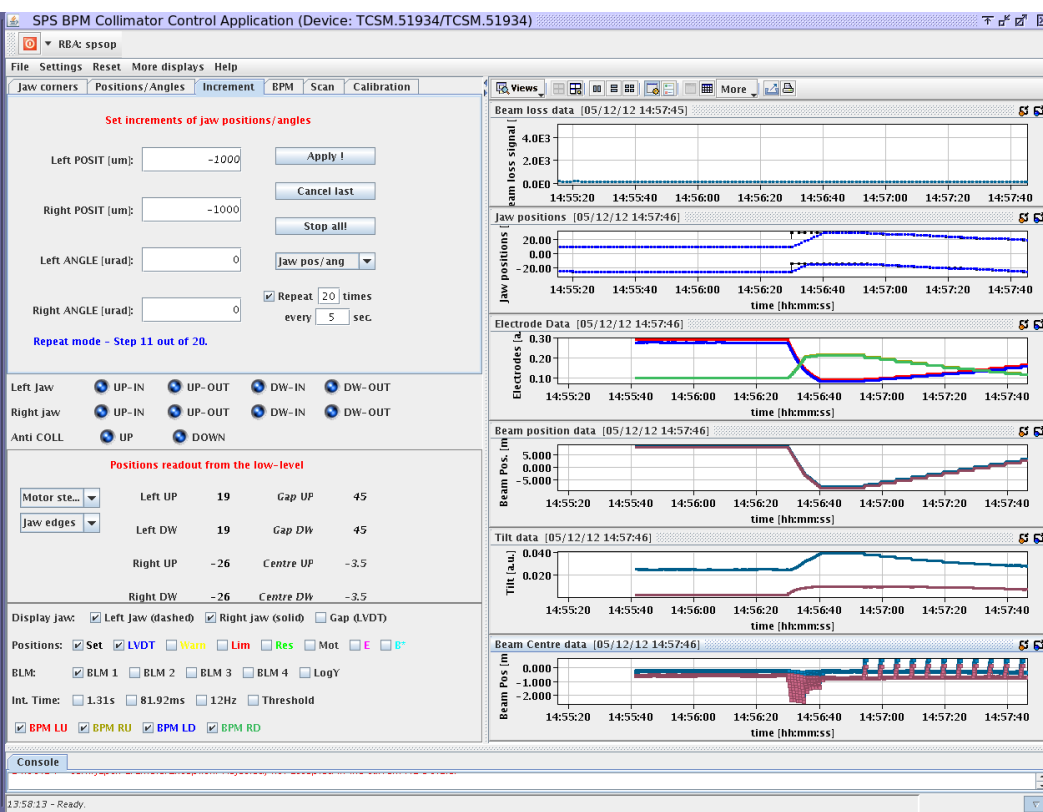 SPS BPM Collimator Control Application (Device: TCSM.51934/TCSM.51934)
RBA: spsop
File Settings Reset More displays Help
Jaw corners Positions/Angles Increment BPM Scan Calibration
Set increments of jaw positions/angles
Left POSIT [um]: -1000 Apply !
Cancel last
Right POSIT [um]: -1000
Stop all!
Left ANGLE [urad]: 0 Jaw pos/ang
Repeat 20 times
Right ANGLE [urad]: 0
every 5 sec.
Repeat mode - Step 11 out of 20.
Left Jaw UP-IN UP-OUT DW-IN DW-OUT
Right jaw UP-IN UP-OUT DW-IN DW-OUT
Anti COLL UP DOWN
Positions readout from the low-level
Motor ste... Left UP 19 Gap UP 45
Jaw edges
Left DW 19 Gap DW 45
Right UP -26 Centre UP -3.5
Right DW -26 Centre DW -3.5
Display jaw: Left Jaw (dashed) Right jaw (solid) Gap (LVDT)
Positions: Set LVDT Warn Lim Res Mot E B*
BLM: BLM 1 BLM 2 BLM 3 BLM 4 LogY
Int. Time: 1.31s 81.92ms 12Hz Threshold
BPM LU BPM RU BPM LD BPM RD
Views More
Beam loss data [05/12/12 14:57:45]
eam loss signal [
4.0E3
2.0E3
0.0E0
14:55:20 14:55:40 14:56:00 14:56:20 14:56:40 14:57:00 14:57:20 14:57:40
Jaw positions [05/12/12 14:57:46]
Jaw positions [
20.00
0.00
-20.00
14:55:20 14:55:40 14:56:00 14:56:20 14:56:40 14:57:00 14:57:20 14:57:40
time [hh:mm:ss]
Electrode Data [05/12/12 14:57:46]
Electrodes [a.
0.30
0.20
0.10
14:55:20 14:55:40 14:56:00 14:56:20 14:56:40 14:57:00 14:57:20 14:57:40
time [hh:mm:ss]
Beam position data [05/12/12 14:57:46]
Beam Pos. [m
5.000
0.000
-5.000
14:55:20 14:55:40 14:56:00 14:56:20 14:56:40 14:57:00 14:57:20 14:57:40
time [hh:mm:ss]
Tilt data [05/12/12 14:57:46]
Tilt [a.u.]
0.040
0.020
14:55:20 14:55:40 14:56:00 14:56:20 14:56:40 14:57:00 14:57:20 14:57:40
time [hh:mm:ss]
Beam Centre data [05/12/12 14:57:46]
Beam Pos [m
0.000
-1.000
-2.000
14:55:20 14:55:40 14:56:00 14:56:20 14:56:40 14:57:00 14:57:20 14:57:40
time [hh:mm:ss]
Console
13:58:13 - Ready.